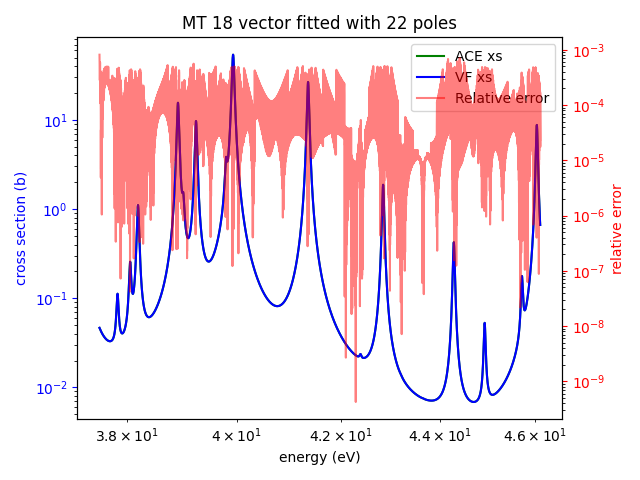 MT 18 vector fitted with 22 poles
ACE xs
VF xs
Relative error
cross section (b)
10¹
10⁰
10⁻¹
10⁻²
relative error
10⁻³
10⁻⁴
10⁻⁵
10⁻⁶
10⁻⁷
10⁻⁸
10⁻⁹
3.8 × 10¹ 4 × 10¹ 4.2 × 10¹ 4.4 × 10¹ 4.6 × 10¹
energy (eV)